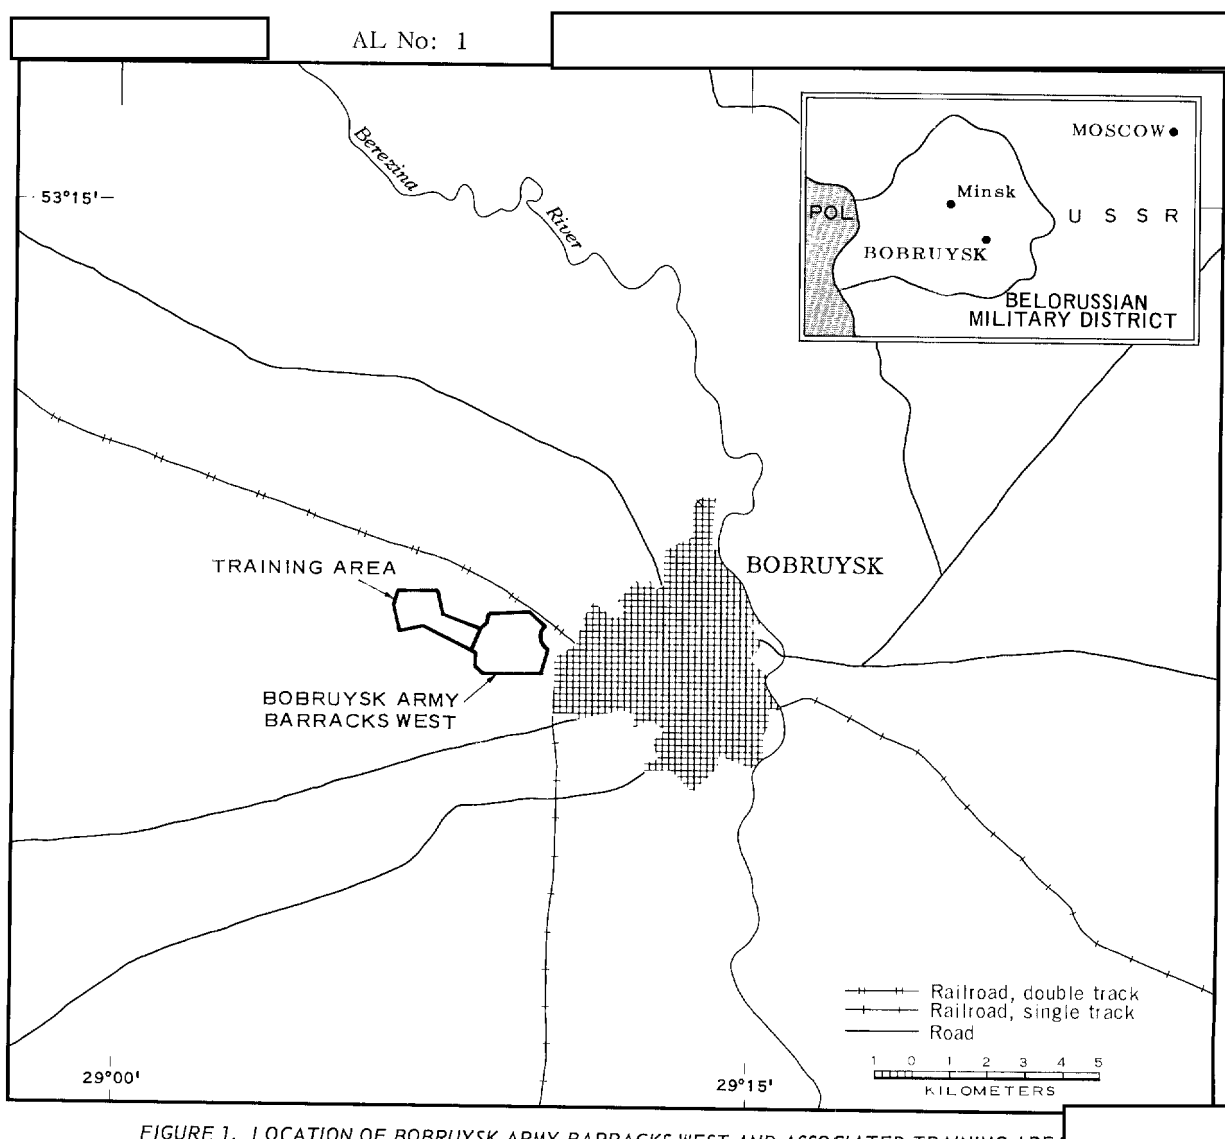 AL No: 1
Berezina
River
53°15'
MOSCOW
Minsk
POL
U S S R
BOBRUYSK
BELORUSSIAN
MILITARY DISTRICT
TRAINING AREA
BOBRUYSK
BOBRUYSK ARMY
BARRACKS WEST
Railroad, double track
Railroad, single track
Road
1 0 1 2 3 4 5
KILOMETERS
29°00'
29°15'
FIGURE 1. LOCATION OF BOBRUYSK ARMY BARRACKS WEST AND ASSOCIATED TRAINING AREA